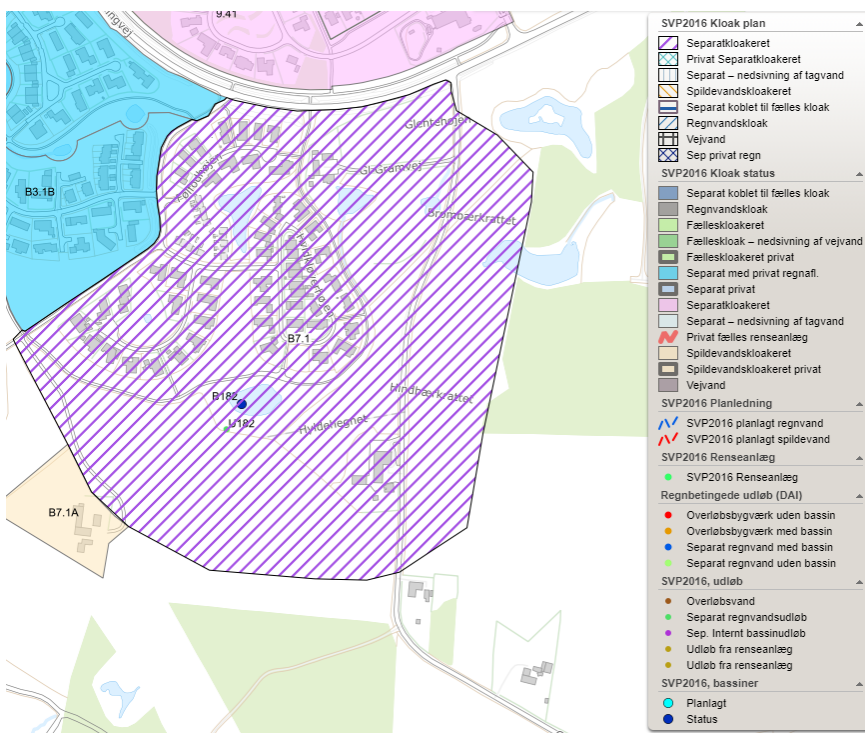 9.41
ngvej
Glentehøjen
Gl Gramvej
Brombærkrattet
B3.1B
Hyldkløverhøjen
B7.1
B182
U182
Hindbærkrattet
Hyldehegnet
B7.1A
SVP2016 Kloak plan
Separatkloakeret
Privat Separatkloakeret
Separat – nedsivning af tagvand
Spildevandskloakeret
Separat koblet til fælles kloak
Regnvandskloak
Vejvand
Sep privat regn
SVP2016 Kloak status
Separat koblet til fælles kloak
Regnvandskloak
Fælleskloakeret
Fælleskloak – nedsivning af vejvand
Fælleskloakeret privat
Separat med privat regnafl.
Separat privat
Separatkloakeret
Separat – nedsivning af tagvand
Privat fælles renseanlæg
Spildevandskloakeret
Spildevandskloakeret privat
Vejvand
SVP2016 Planledning
SVP2016 planlagt regnvand
SVP2016 planlagt spildevand
SVP2016 Renseanlæg
SVP2016 Renseanlæg
Regnbetingede udløb (DAI)
Overløbsbygværk uden bassin
Overløbsbygværk med bassin
Separat regnvand med bassin
Separat regnvand uden bassin
SVP2016, udløb
Overløbsvand
Separat regnvandsudløb
Sep. Internt bassinudløb
Udløb fra renseanlæg
Udløb fra renseanlæg
SVP2016, bassiner
Planlagt
Status